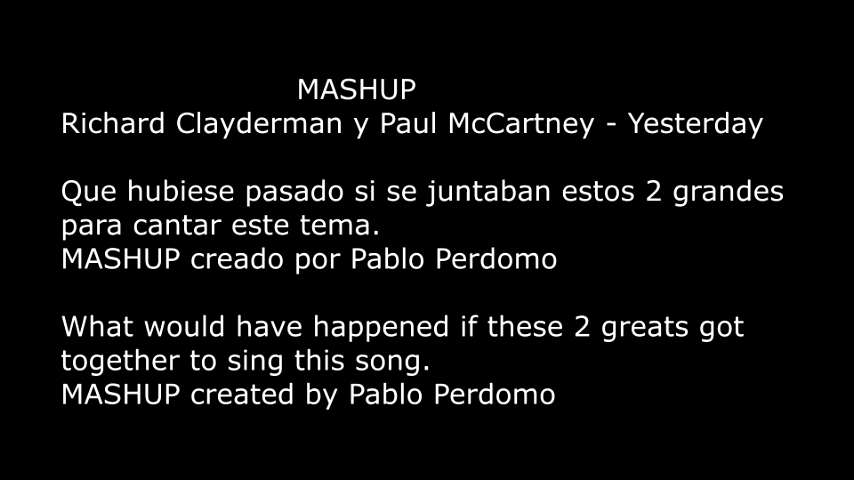 MASHUP
Richard Clayderman y Paul McCartney - Yesterday
Que hubiese pasado si se juntaban estos 2 grandes
para cantar este tema.
MASHUP creado por Pablo Perdomo
What would have happened if these 2 greats got
together to sing this song.
MASHUP created by Pablo Perdomo